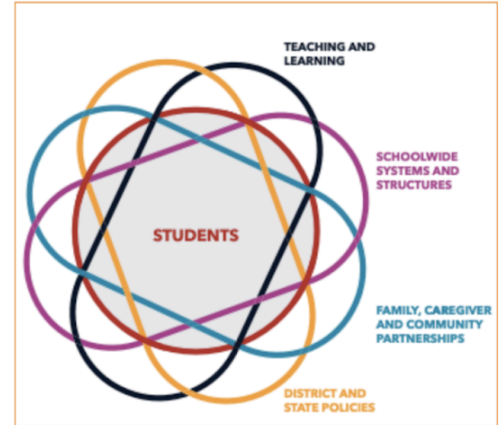 TEACHING AND
LEARNING
SCHOOLWIDE
SYSTEMS AND
STRUCTURES
STUDENTS
FAMILY, CAREGIVER
AND COMMUNITY
PARTNERSHIPS
DISTRICT AND
STATE POLICIES